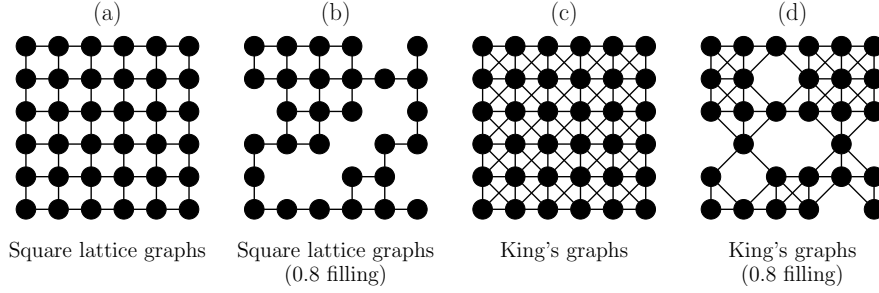 (a) (b) (c) (d)
Square lattice graphs Square lattice graphs King's graphs King's graphs
(0.8 filling) (0.8 filling)